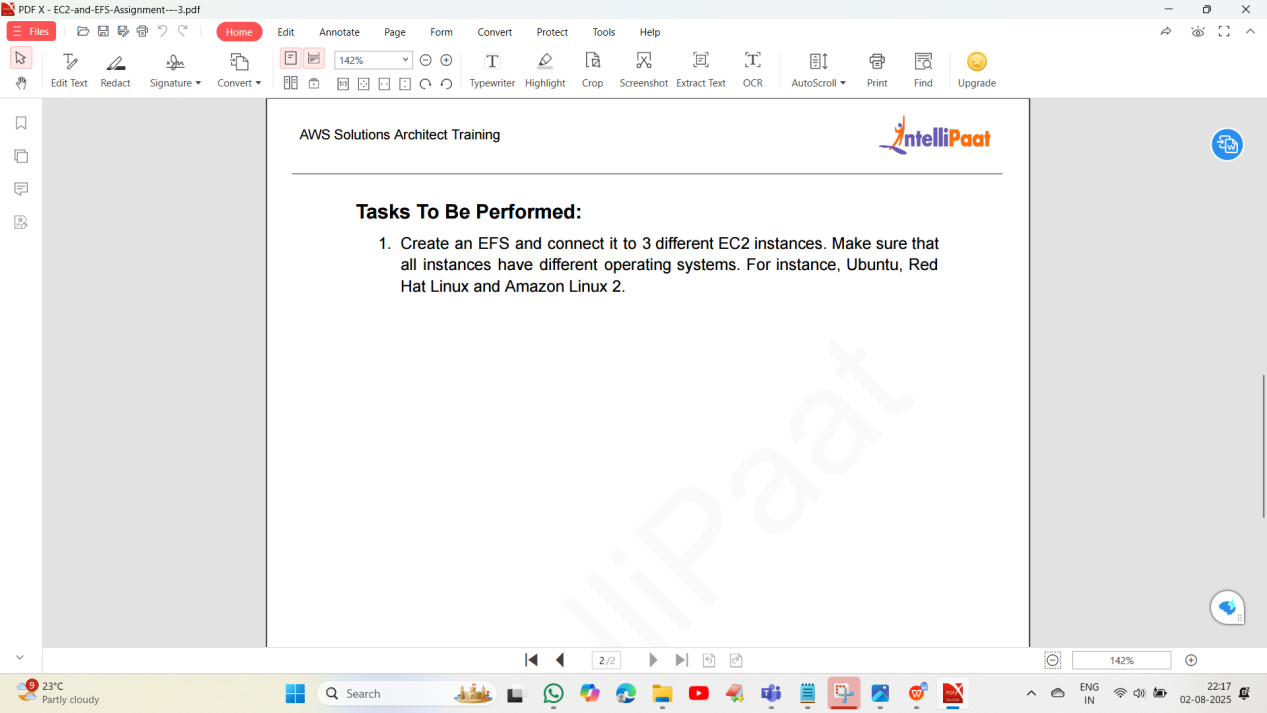 PDF X - EC2-and-EFS-Assignment----3.pdf
Files
Home Edit Annotate Page Form Convert Protect Tools Help
142%
Edit Text Redact Signature Convert Typewriter Highlight Crop Screenshot Extract Text OCR AutoScroll Print Find Upgrade
AWS Solutions Architect Training
IntelliPaat
Tasks To Be Performed:
1. Create an EFS and connect it to 3 different EC2 instances. Make sure that
all instances have different operating systems. For instance, Ubuntu, Red
Hat Linux and Amazon Linux 2.
lliPaat
2/2
142%
9
23°C
Partly cloudy
Search
ENG
IN
22:17
02-08-2025